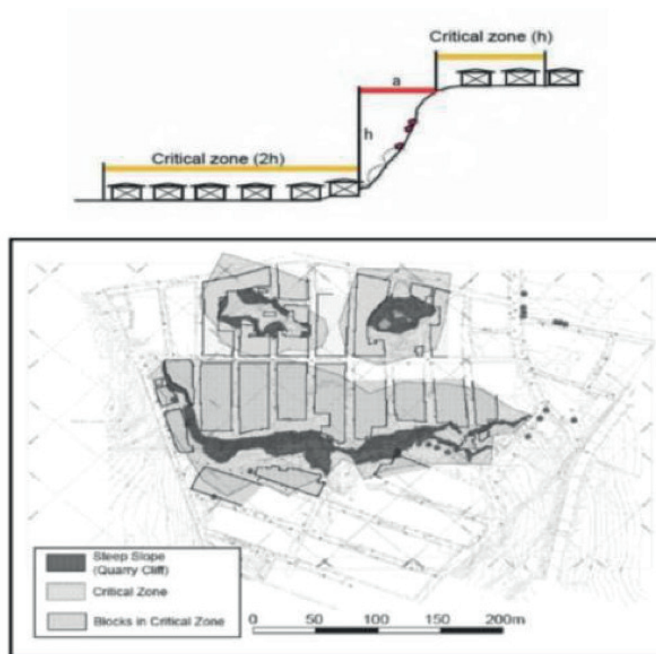 Critical zone (h)
a
h
Critical zone (2h)
Steep Slope
(Quarry Cliff)
Critical Zone
Blocks in Critical Zone
0 50 100 150 200m